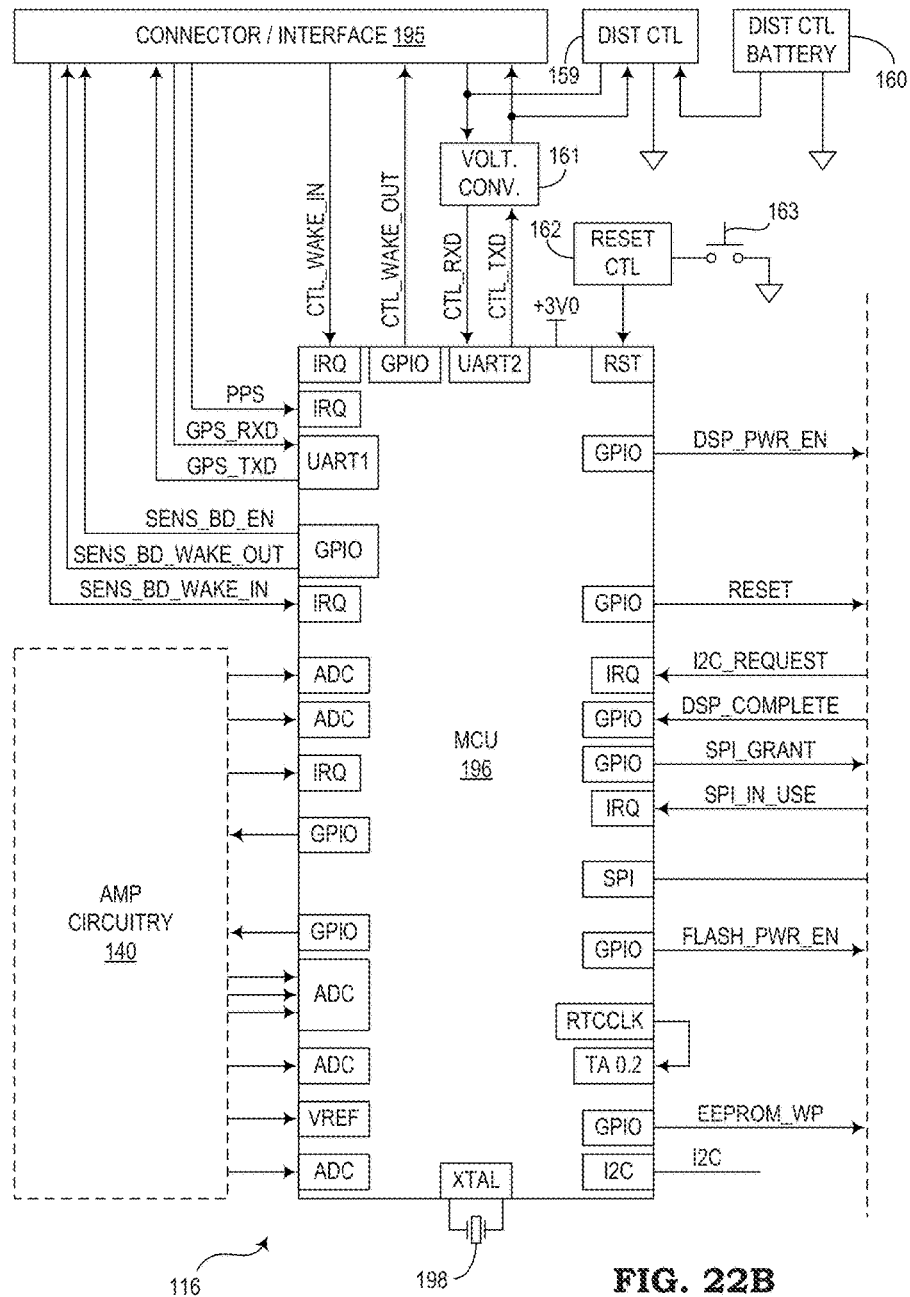 CONNECTOR / INTERFACE 195
159
DIST CTL
DIST CTL
BATTERY
160
VOLT.
CONV.
161
CTL_WAKE_IN
CTL_WAKE_OUT
CTL_RXD
CTL_TXD
162
RESET
CTL
163
+3V0
IRQ
GPIO
UART2
RST
PPS
IRQ
GPS_RXD
GPS_TXD
UART1
GPIO
DSP_PWR_EN
SENS_BD_EN
SENS_BD_WAKE_OUT
GPIO
SENS_BD_WAKE_IN
IRQ
GPIO
RESET
ADC
IRQ
I2C_REQUEST
ADC
GPIO
DSP_COMPLETE
MCU
196
IRQ
GPIO
SPI_GRANT
IRQ
SPI_IN_USE
GPIO
SPI
AMP
CIRCUITRY
140
GPIO
GPIO
FLASH_PWR_EN
ADC
RTCCLK
ADC
TA 0.2
VREF
GPIO
EEPROM_WP
ADC
XTAL
I2C
I2C
116
198
FIG. 22B